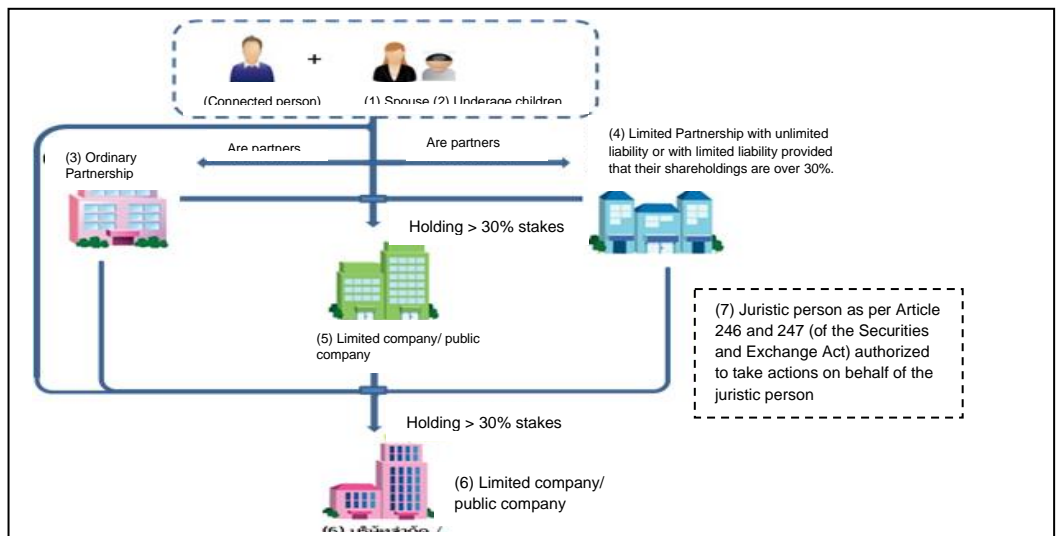 +
(Connected person)
(1) Spouse (2) Underage children
Are partners
Are partners
(3) Ordinary
Partnership
(4) Limited Partnership with unlimited
liability or with limited liability provided
that their shareholdings are over 30%.
Holding > 30% stakes
(5) Limited company/ public
company
(7) Juristic person as per Article
246 and 247 (of the Securities
and Exchange Act) authorized
to take actions on behalf of the
juristic person
Holding > 30% stakes
(6) Limited company/
public company